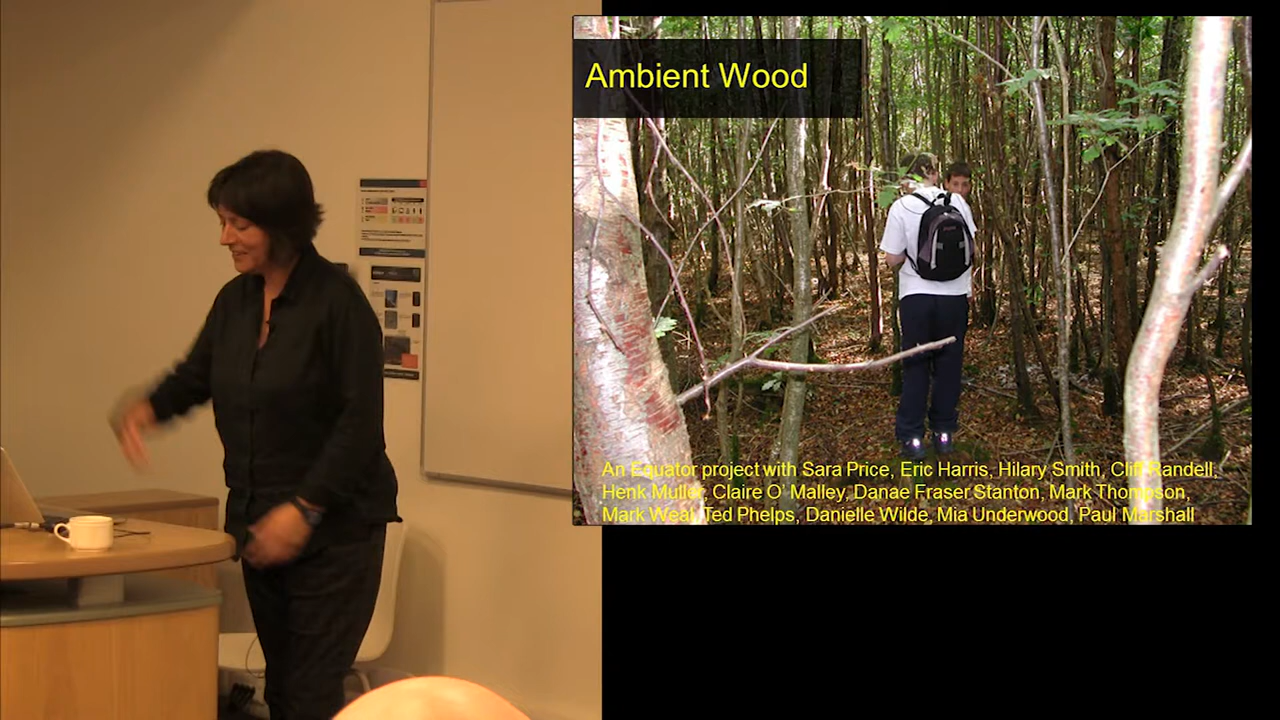 Ambient Wood
An Equator project with Sara Price, Eric Harris, Hilary Smith, Cliff Randell,
Henk Muller, Claire O' Malley, Danae Fraser Stanton, Mark Thompson,
Mark Weal, Ted Phelps, Danielle Wilde, Mia Underwood, Paul Marshall